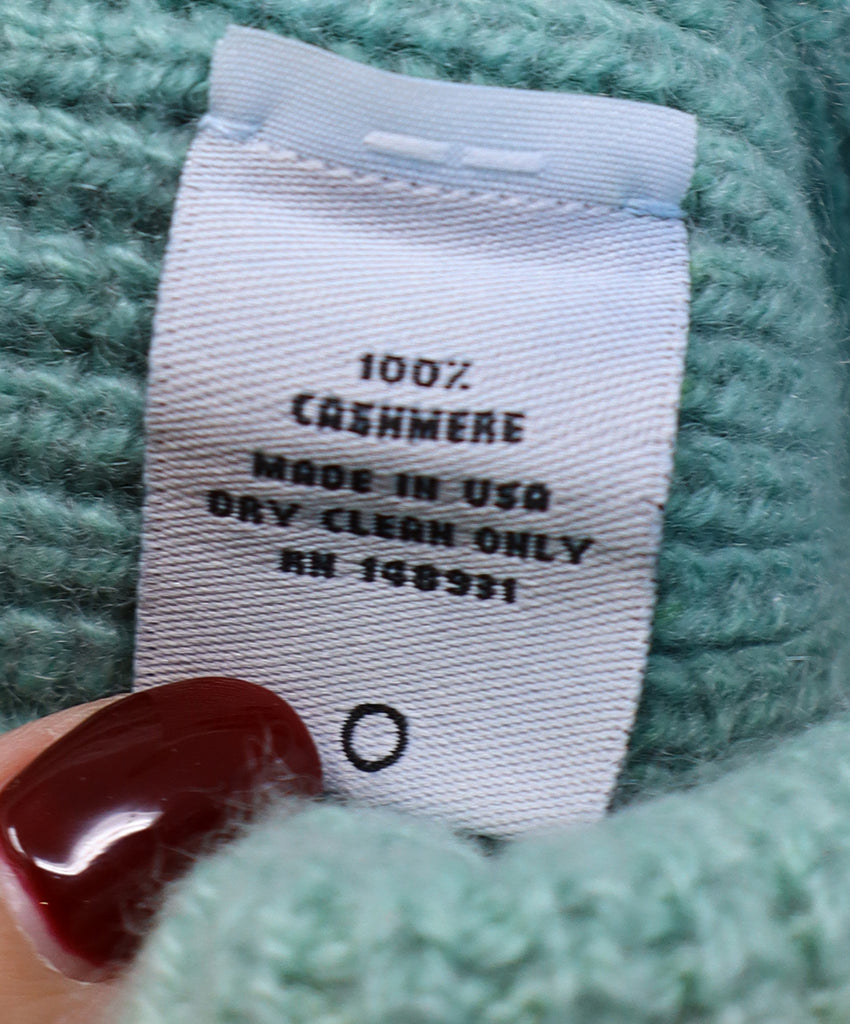 100%
CASHMERE
MADE IN USA
DRY CLEAN ONLY
RN 148931